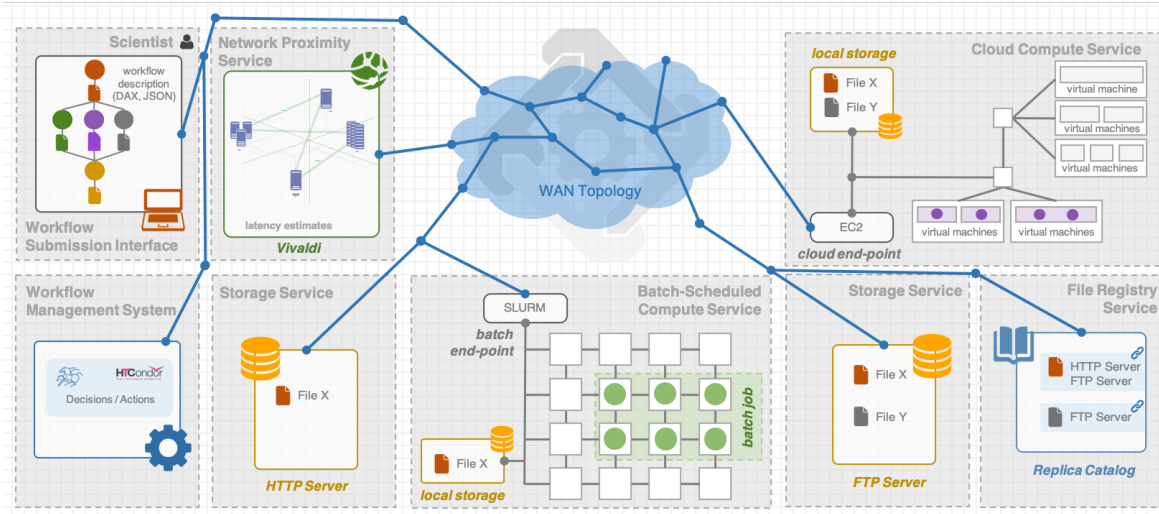 Scientist
workflow
description
(DAX, JSON)
Workflow
Submission Interface
Network Proximity
Service
latency estimates
Vivaldi
WAN Topology
local storage
File X
File Y
Cloud Compute Service
virtual machine
virtual machines
virtual machines
virtual machines
virtual machines
EC2
cloud end-point
Workflow
Management System
HTCondor
Decisions / Actions
Storage Service
File X
HTTP Server
Batch-Scheduled
Compute Service
SLURM
batch
end-point
batch job
File X
local storage
Storage Service
File X
File Y
FTP Server
File Registry
Service
HTTP Server
FTP Server
FTP Server
Replica Catalog